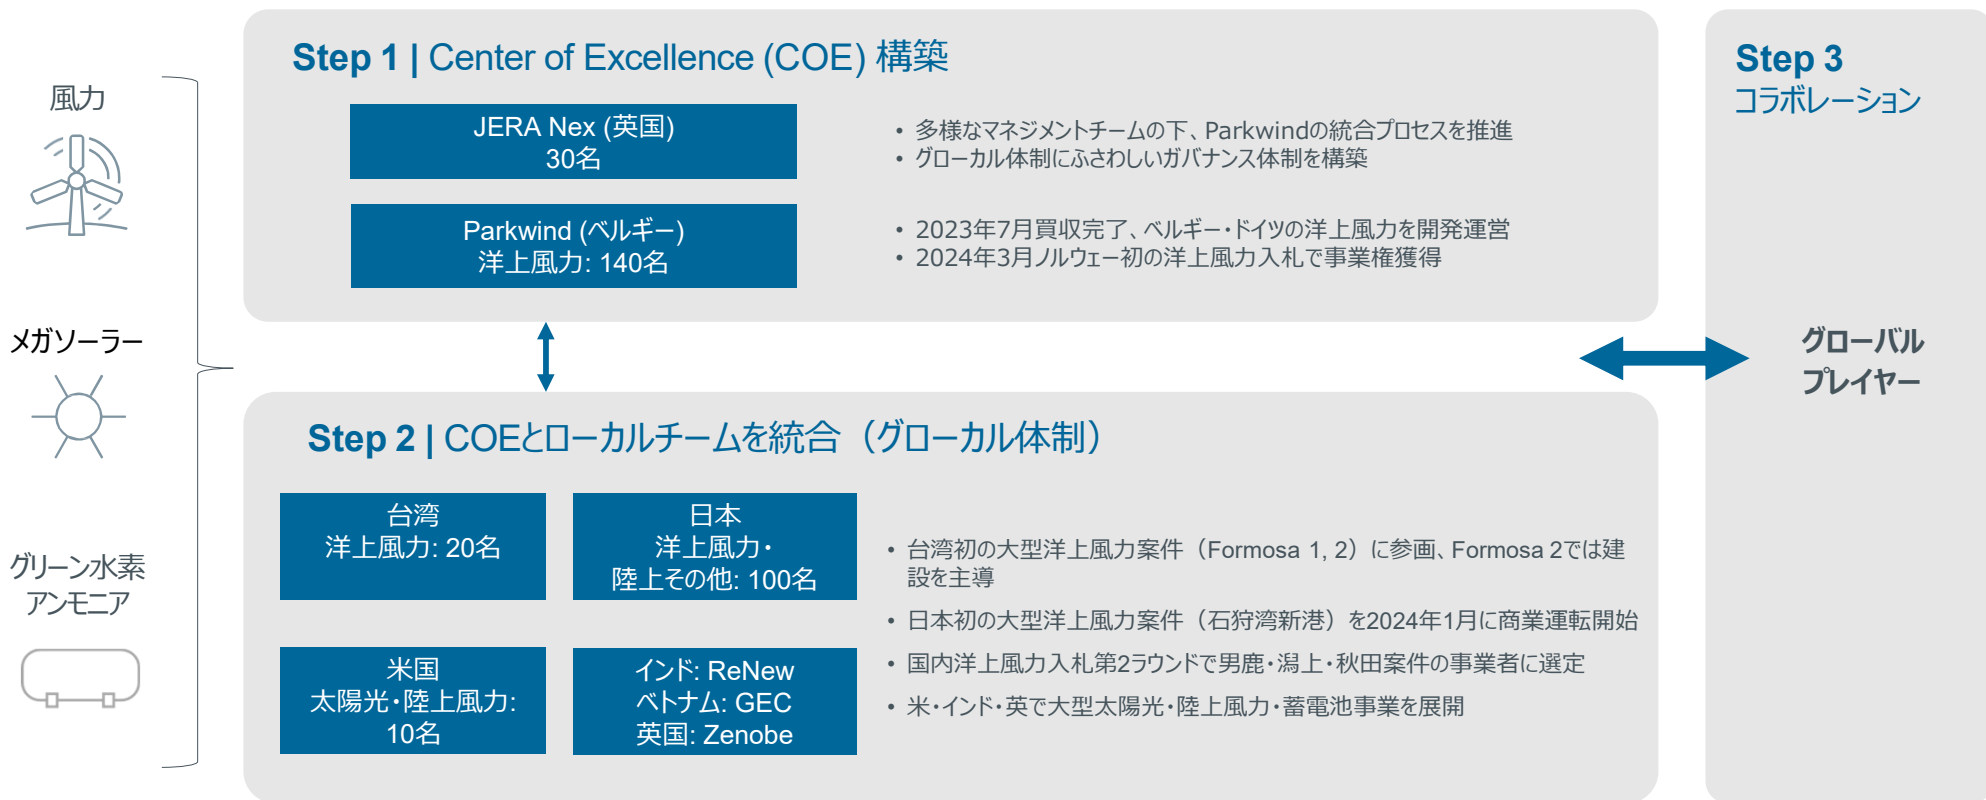 風力
メガソーラー
グリーン水素
アンモニア
Step 1 | Center of Excellence (COE) 構築
JERA Nex (英国)
30名
• 多様なマネジメントチームの下、Parkwindの統合プロセスを推進
• グローカル体制にふさわしいガバナンス体制を構築
Parkwind (ベルギー)
洋上風力: 140名
• 2023年7月買収完了、ベルギー・ドイツの洋上風力を開発運営
• 2024年3月ノルウェー初の洋上風力入札で事業権獲得
Step 2 | COEとローカルチームを統合（グローカル体制）
台湾
洋上風力: 20名
日本
洋上風力・
陸上その他: 100名
米国
太陽光・陸上風力:
10名
インド: ReNew
ベトナム: GEC
英国: Zenobe
• 台湾初の大型洋上風力案件（Formosa 1, 2）に参画、Formosa 2では建
設を主導
• 日本初の大型洋上風力案件（石狩湾新港）を2024年1月に商業運転開始
• 国内洋上風力入札第2ラウンドで男鹿・潟上・秋田案件の事業者に選定
• 米・インド・英で大型太陽光・陸上風力・蓄電池事業を展開
Step 3
コラボレーション
グローバル
プレイヤー